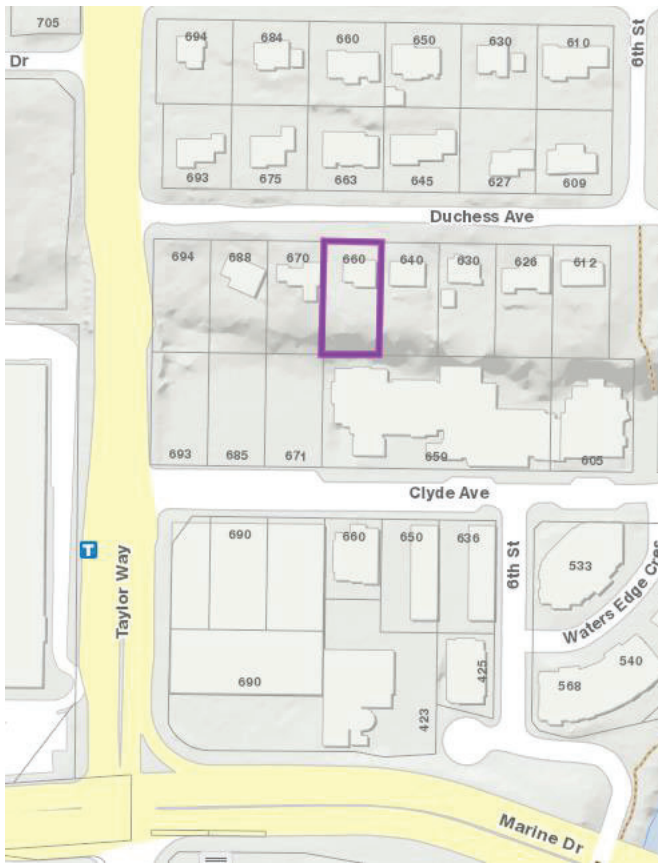 705
Dr
694 684 660 650 630 610
6th St
693 675 663 645 627 609
Duchess Ave
694 688 670 660 640 630 626 612
693 685 671 659 605
Clyde Ave
690 660 650 636
6th St
533
Waters Edge Cres
T
Taylor Way
540
568
425
690
423
Marine Dr